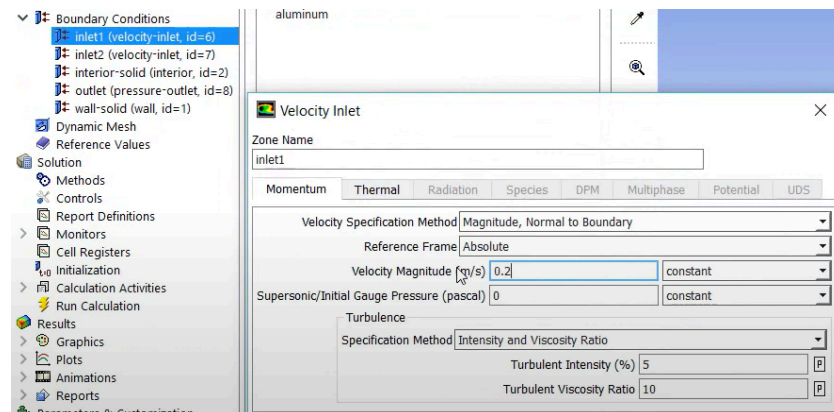 Boundary Conditions
inlet1 (velocity-inlet, id=6)
inlet2 (velocity-inlet, id=7)
interior-solid (interior, id=2)
outlet (pressure-outlet, id=8)
wall-solid (wall, id=1)
Dynamic Mesh
Reference Values
Solution
Methods
Controls
Report Definitions
Monitors
Cell Registers
t=0 Initialization
Calculation Activities
Run Calculation
Results
Graphics
Plots
Animations
Reports
aluminum
Velocity Inlet
Zone Name
inlet1
Momentum Thermal Radiation Species DPM Multiphase Potential UDS
Velocity Specification Method Magnitude, Normal to Boundary
Reference Frame Absolute
Velocity Magnitude (m/s) 0.2 constant
Supersonic/Initial Gauge Pressure (pascal) 0 constant
Turbulence
Specification Method Intensity and Viscosity Ratio
Turbulent Intensity (%) 5 P
Turbulent Viscosity Ratio 10 P